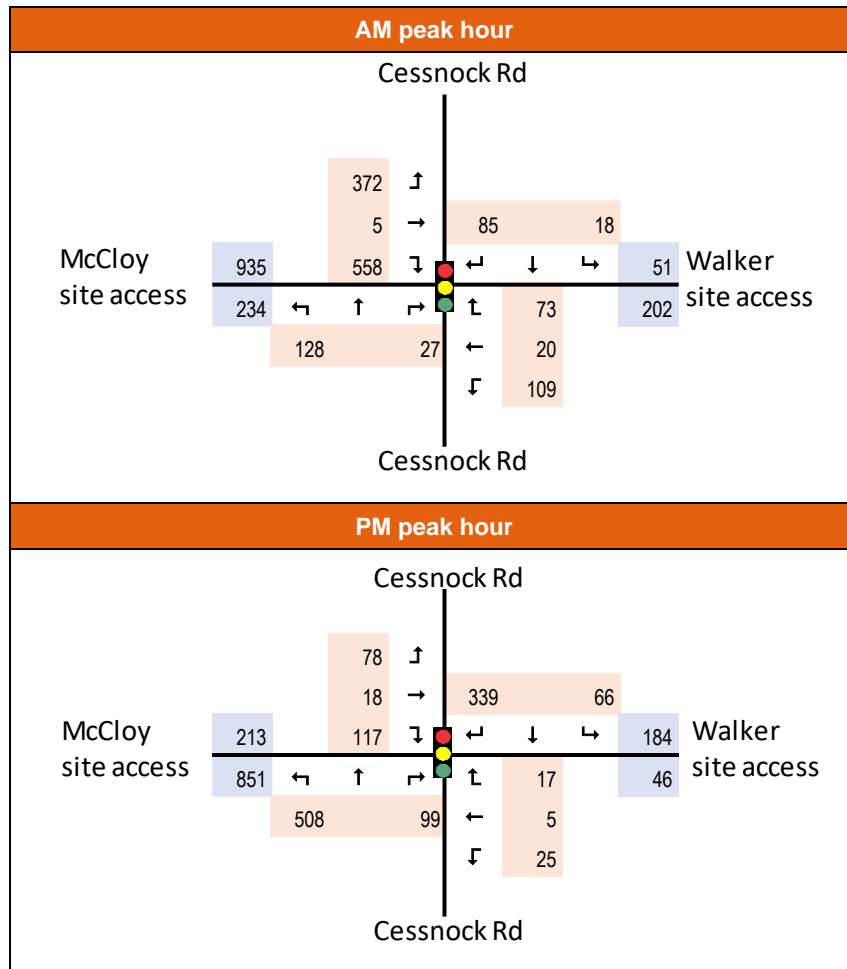 AM peak hour
Cessnock Rd
372
5 85 18
McCloy site access
935 558 51
Walker site access
234 73 202
128 27 20
109
Cessnock Rd
PM peak hour
Cessnock Rd
78
18 339 66
McCloy site access
213 117 184
Walker site access
851 17 46
508 99 5
25
Cessnock Rd